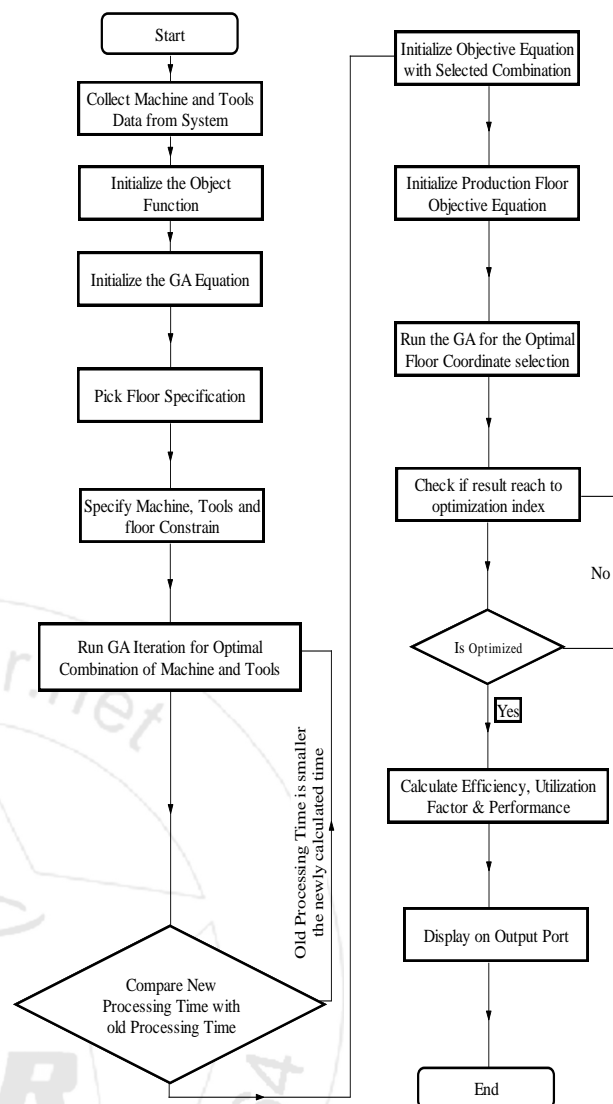 Start
Collect Machine and Tools
Data from System
Initialize the Object
Function
Initialize the GA Equation
Pick Floor Specification
Specify Machine, Tools and
floor Constrain
Run GA Iteration for Optimal
Combination of Machine and Tools
Old Processing Time is smaller
the newly calculated time
Compare New
Processing Time with
old Processing Time
Initialize Objective Equation
with Selected Combination
Initialize Production Floor
Objective Equation
Run the GA for the Optimal
Floor Coordinate selection
Check if result reach to
optimization index
No
Is Optimized
Yes
Calculate Efficiency, Utilization
Factor & Performance
Display on Output Port
End
r.net
R
64